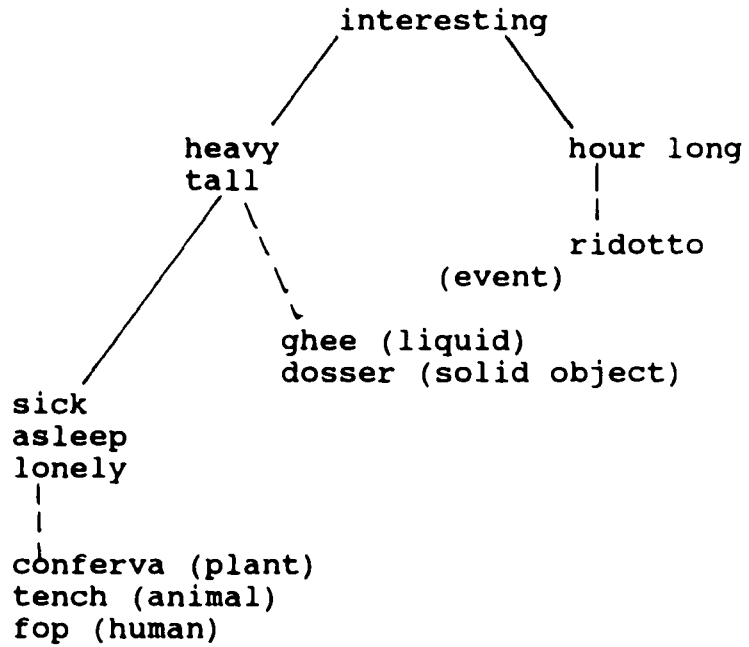 interesting
heavy
tall
hour long
ridotto
(event)
ghee (liquid)
dosser (solid object)
sick
asleep
lonely
conferva (plant)
tench (animal)
fop (human)